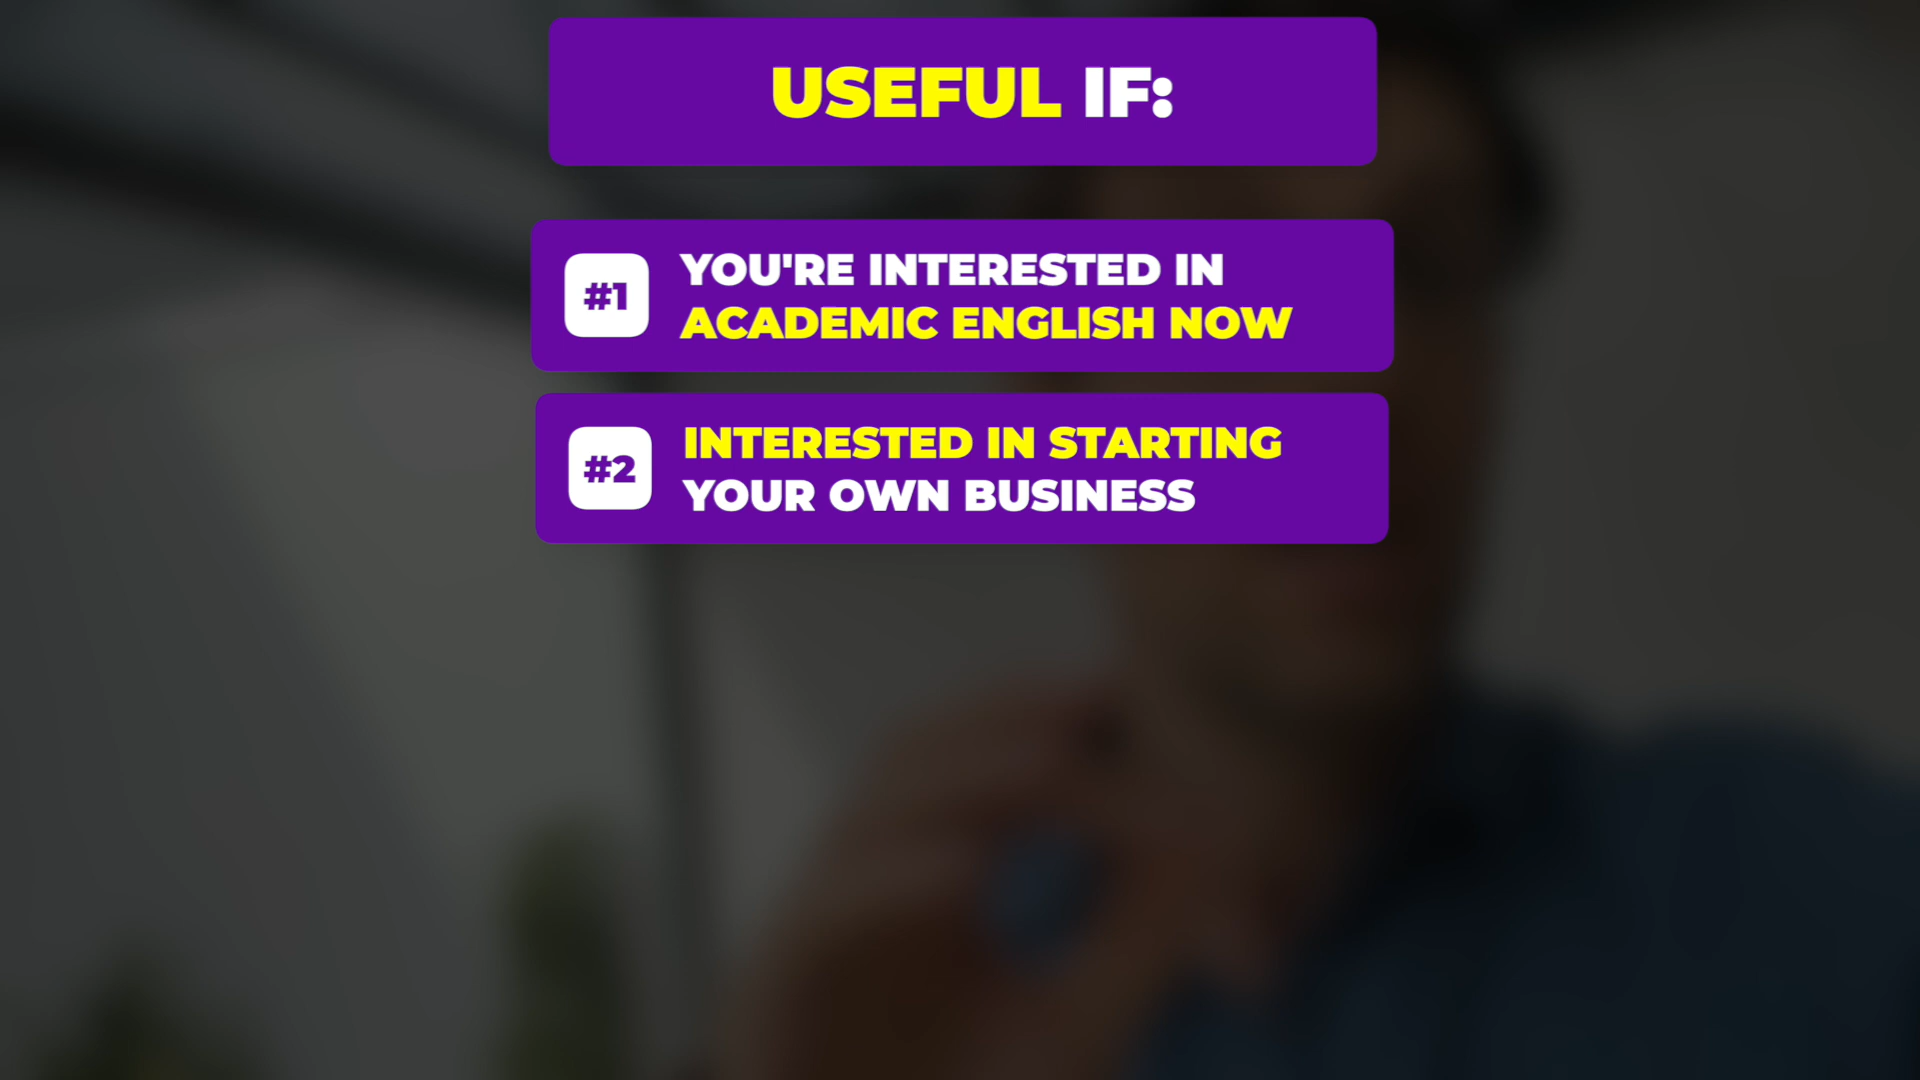 USEFUL IF:
#1
YOU'RE INTERESTED IN
ACADEMIC ENGLISH NOW
#2
INTERESTED IN STARTING
YOUR OWN BUSINESS